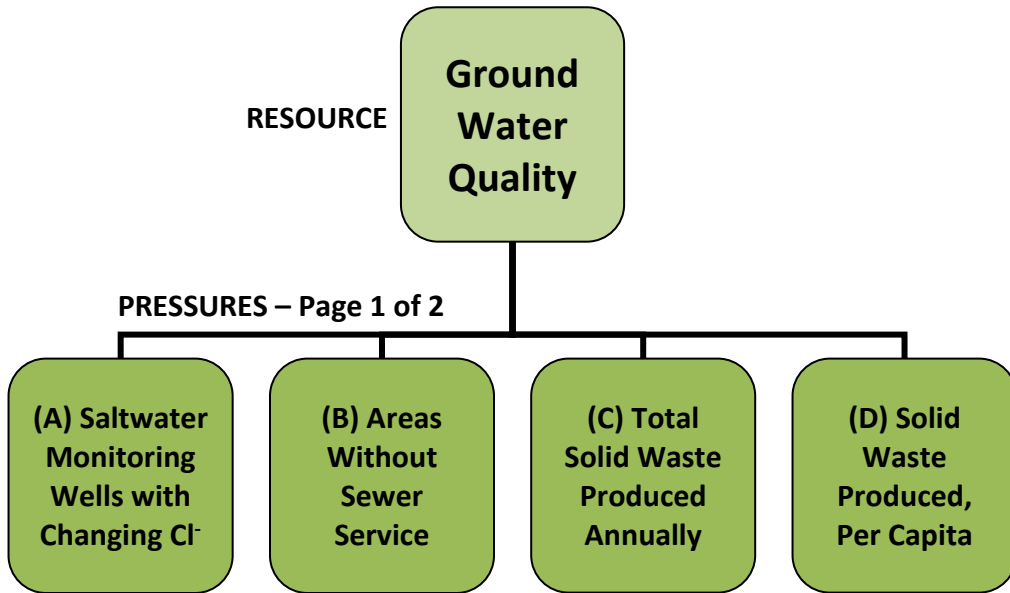 Ground
Water
Quality
RESOURCE
PRESSURES – Page 1 of 2
(A) Saltwater
Monitoring
Wells with
Changing Cl⁻
(B) Areas
Without
Sewer
Service
(C) Total
Solid Waste
Produced
Annually
(D) Solid
Waste
Produced,
Per Capita